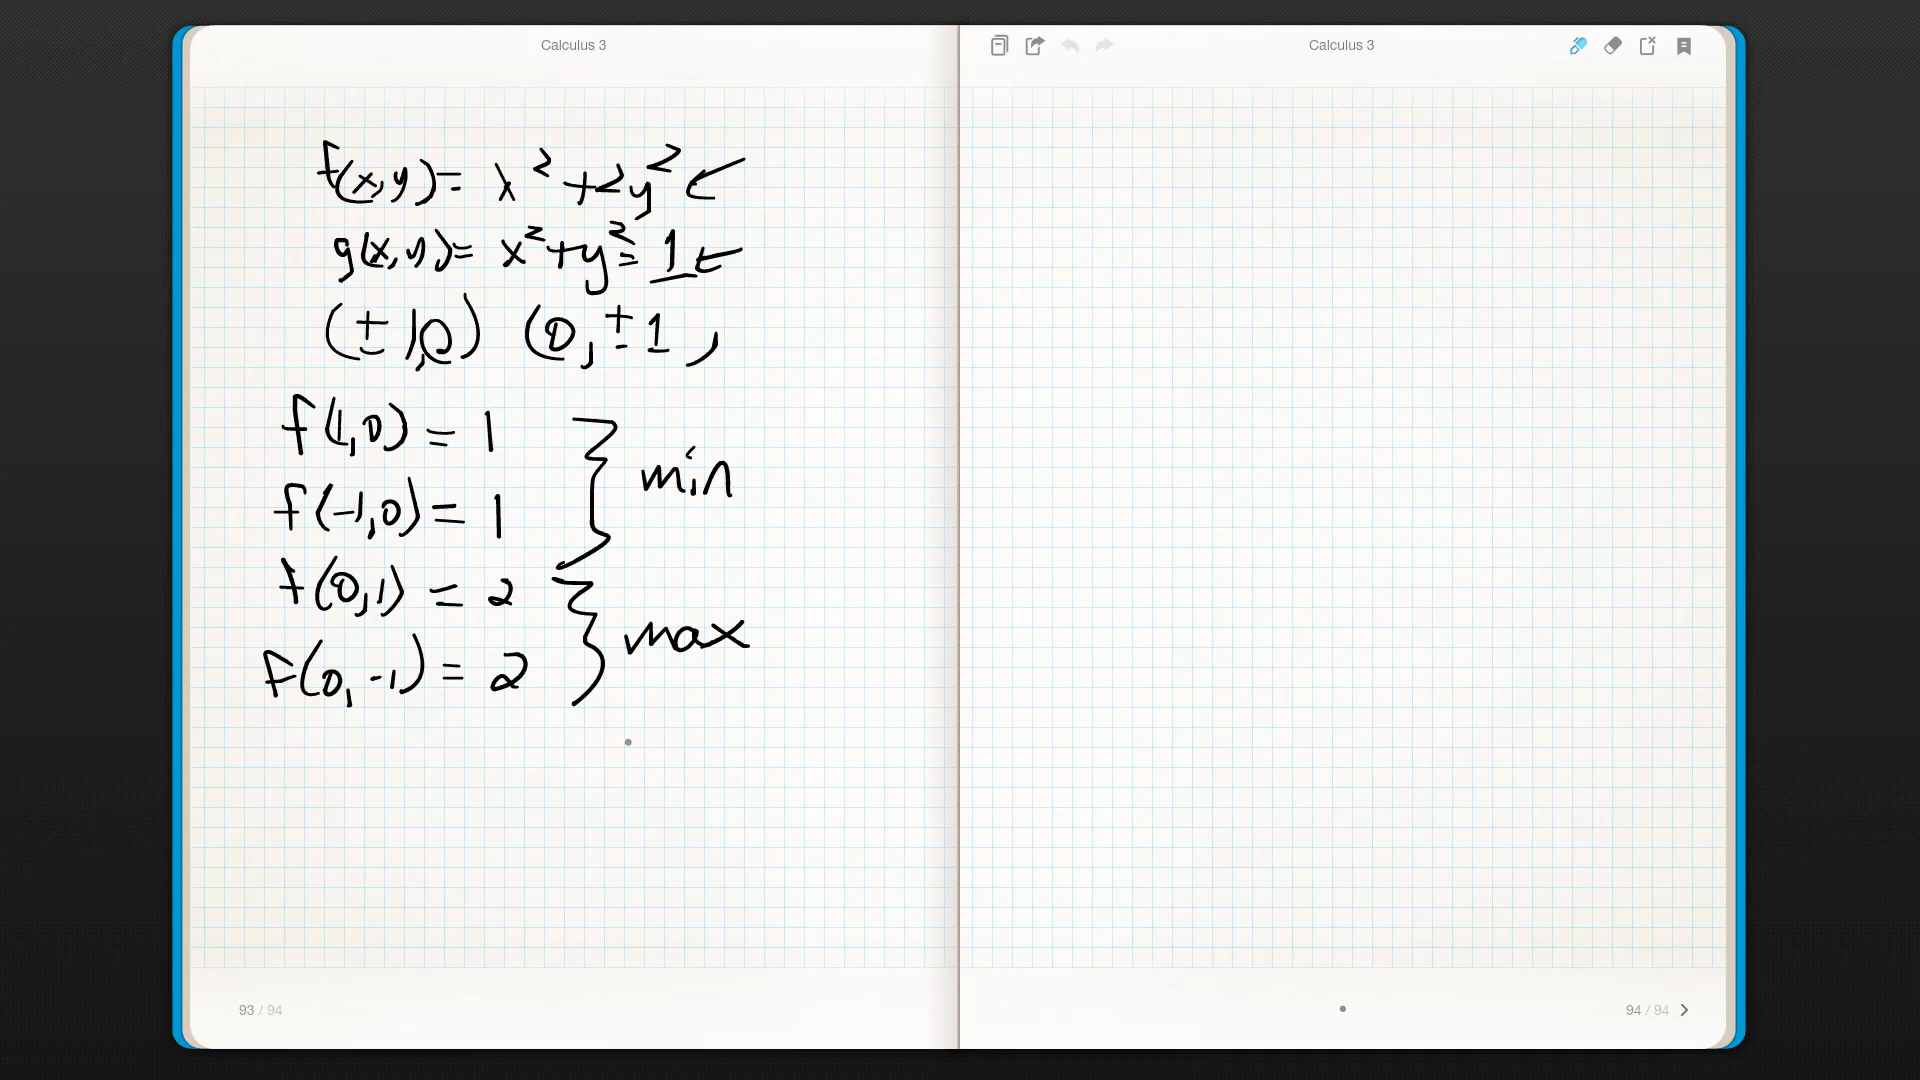 Calculus 3
f(x,y)= x²+2y²
g(x,y)= x²+y²= 1
(±1,0) (0,±1)
f(1,0) = 1
f(-1,0) = 1
min
f(0,1) = 2
f(0,-1) = 2
max
93 / 94
Calculus 3
94 / 94